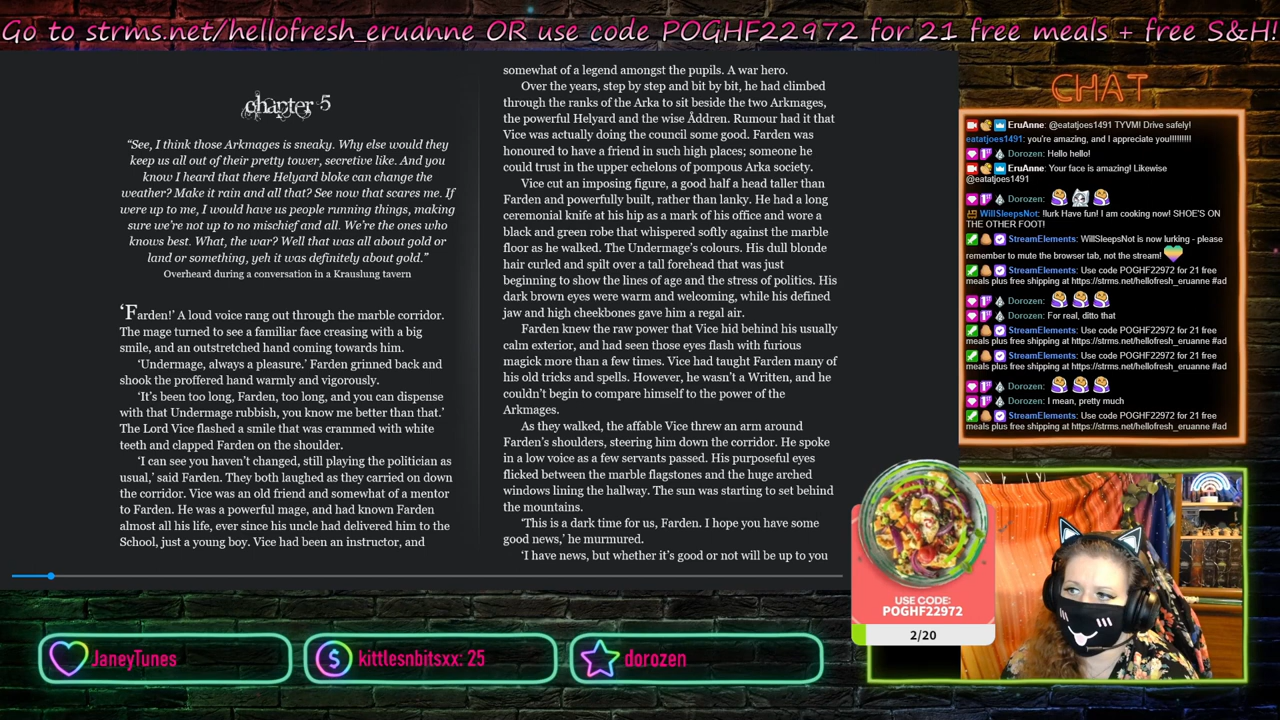 Go to strms.net/hellofresh_eruanne OR use code POGHF22972 for 21 free meals + free S&H!
chapter 5
“See, I think those Arkmages is sneaky. Why else would they
keep us all out of their pretty tower, secretive like. And you
know I heard that there Helyard bloke can change the
weather? Make it rain and all that? See now that scares me. If
were up to me, I would have us people running things, making
sure we're not up to no mischief n't all. We're the ones who
knows best. What, the war? Well that was all about gold or
land or something, yeh it was definitely about gold.”
Overheard during a conversation in a Krauslung tavern
‘Farden!’ A loud voice rang out through the marble corridor.
The mage turned to see a familiar face creasing with a big
smile, and an outstretched hand coming towards him.
‘Undermage, always a pleasure.’ Farden grinned back and
shook the proffered hand warmly and vigorously.
‘It's been too long, Farden, too long, and you can dispense
with that Undermage rubbish, you know me better than that.’
The Lord Vice flashed a smile that was crammed with white
teeth and clapped Farden on the shoulder.
‘I can see you haven't changed, still playing the politician as
usual,’ said Farden. They both laughed as they carried on down
the corridor. Vice was an old friend and somewhat of a mentor
to Farden. He was a powerful mage, and had known Farden
almost all his life, ever since his uncle had delivered him to the
School, just a young boy. Vice had been an instructor, and
somewhat of a legend amongst the pupils. A war hero.
Over the years, step by step and bit by bit, he had climbed
through the ranks of the Arka to sit beside the two Arkmages,
the powerful Helyard and the wise Åddren. Rumour had it that
Vice was actually doing the council some good. Farden was
honoured to have a friend in such high places; someone he
could trust in the upper echelons of pompous Arka society.
Vice cut an imposing figure, a good half a head taller than
Farden and powerfully built, rather than lanky. He had a long
ceremonial knife at his hip as a mark of his office and wore a
black and green robe that whispered softly against the marble
floor as he walked. The Undermage's colours. His dull blonde
hair curled and spilt over a tall forehead that was just
beginning to show the lines of age and the stress of politics. His
dark brown eyes were warm and welcoming, while his defined
jaw and high cheekbones gave him a regal air.
Farden knew the raw power that Vice hid behind his usually
calm exterior, and had seen those eyes flash with furious
magick more than a few times. Vice had taught Farden many of
his old tricks and spells. However, he wasn't a Written, and he
couldn't begin to compare himself to the power of the
Arkmages.
As they walked, the affable Vice threw an arm around
Farden's shoulders, steering him down the corridor. He spoke
in a low voice as a few servants passed. His purposeful eyes
flicked between the marble flagstones and the huge arched
windows lining the hallway. The sun was starting to set behind
the mountains.
‘This is a dark time for us, Farden. I hope you have some
good news,’ he murmured.
‘I have news, but whether it's good or not will be up to you
CHAT
EruAnne: @eatatjoes1491 TYVM! Drive safely!
eatatjoes1491: you're amazing, and I appreciate you!!!!!!!!!
Dorozen: Hello hello!
EruAnne: Your face is amazing! Likewise
@eatatjoes1491
Dorozen:
WillSleepsNot: !lurk Have fun! I am cooking now! SHOE'S ON
THE OTHER FOOT!
StreamElements: WillSleepsNot is now lurking - please
remember to mute the browser tab, not the stream!
StreamElements: Use code POGHF22972 for 21 free
meals plus free shipping at https://strms.net/hellofresh_eruanne #ad
Dorozen:
Dorozen: For real, ditto that
StreamElements: Use code POGHF22972 for 21 free
meals plus free shipping at https://strms.net/hellofresh_eruanne #ad
StreamElements: Use code POGHF22972 for 21 free
meals plus free shipping at https://strms.net/hellofresh_eruanne #ad
Dorozen:
Dorozen: I mean, pretty much
StreamElements: Use code POGHF22972 for 21 free
meals plus free shipping at https://strms.net/hellofresh_eruanne #ad
USE CODE:
POGHF22972
2/20
JaneyTunes
kittlesnbitsxx: 25
dorozen